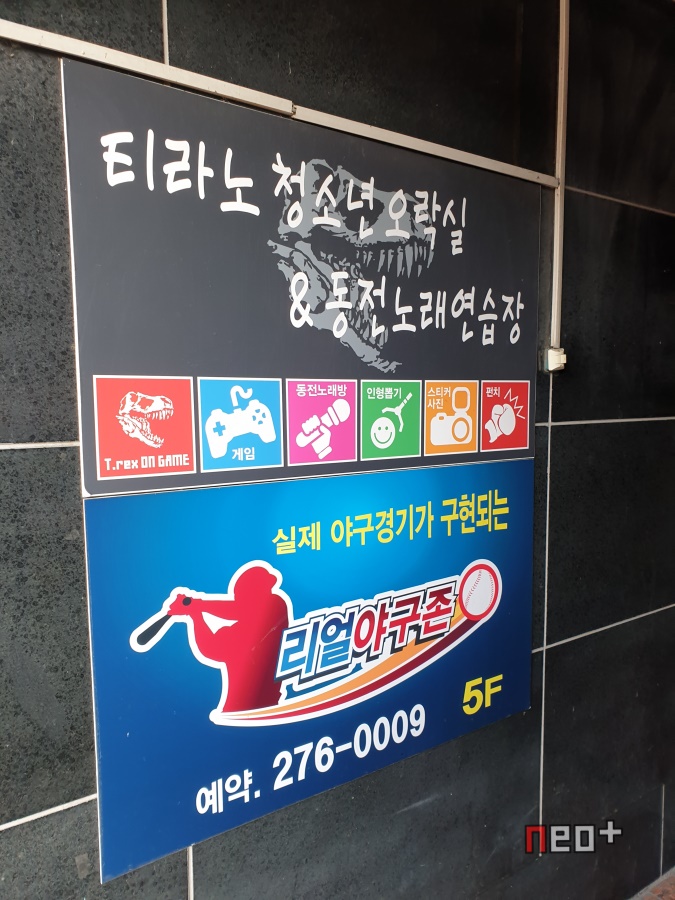 티라노 청소년 오락실
& 동전노래연습장
T.rex ON GAME
게임
동전노래방
인형뽑기
스티커
사진
펀치
실제 야구경기가 구현되는
리얼야구존
5F
예약. 276-0009
neo+